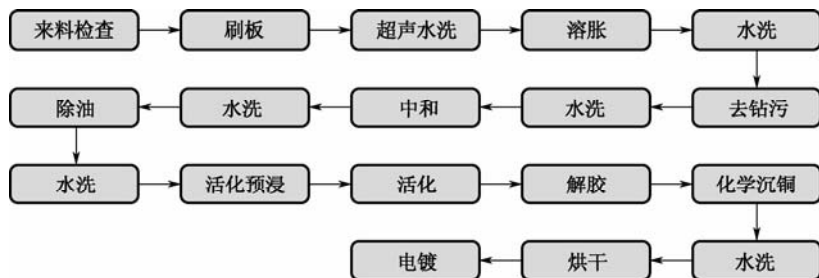 来料检查 刷板 超声水洗 溶胀 水洗
除油 水洗 中和 水洗 去钻污
水洗 活化预浸 活化 解胶 化学沉铜
电镀 烘干 水洗